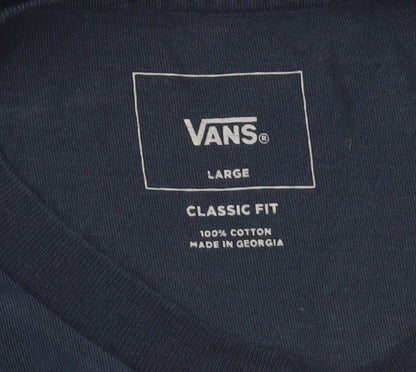 VANS®
LARGE
CLASSIC FIT
100% COTTON
MADE IN GEORGIA